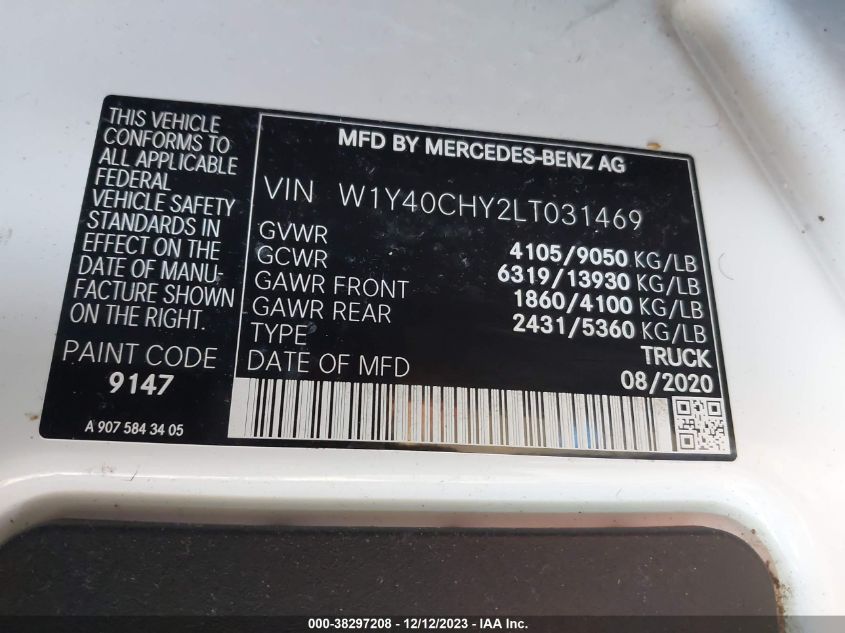 THIS VEHICLE
CONFORMS TO
ALL APPLICABLE
FEDERAL
VEHICLE SAFETY
STANDARDS IN
EFFECT ON THE
DATE OF MANU-
FACTURE SHOWN
ON THE RIGHT.
PAINT CODE
9147
A 907 584 34 05
MFD BY MERCEDES-BENZ AG
VIN W1Y40CHY2LT031469
GVWR 4105/9050 KG/LB
GCWR 6319/13930 KG/LB
GAWR FRONT 1860/4100 KG/LB
GAWR REAR 2431/5360 KG/LB
TYPE TRUCK
DATE OF MFD 08/2020
000-38297208 - 12/12/2023 - IAA Inc.